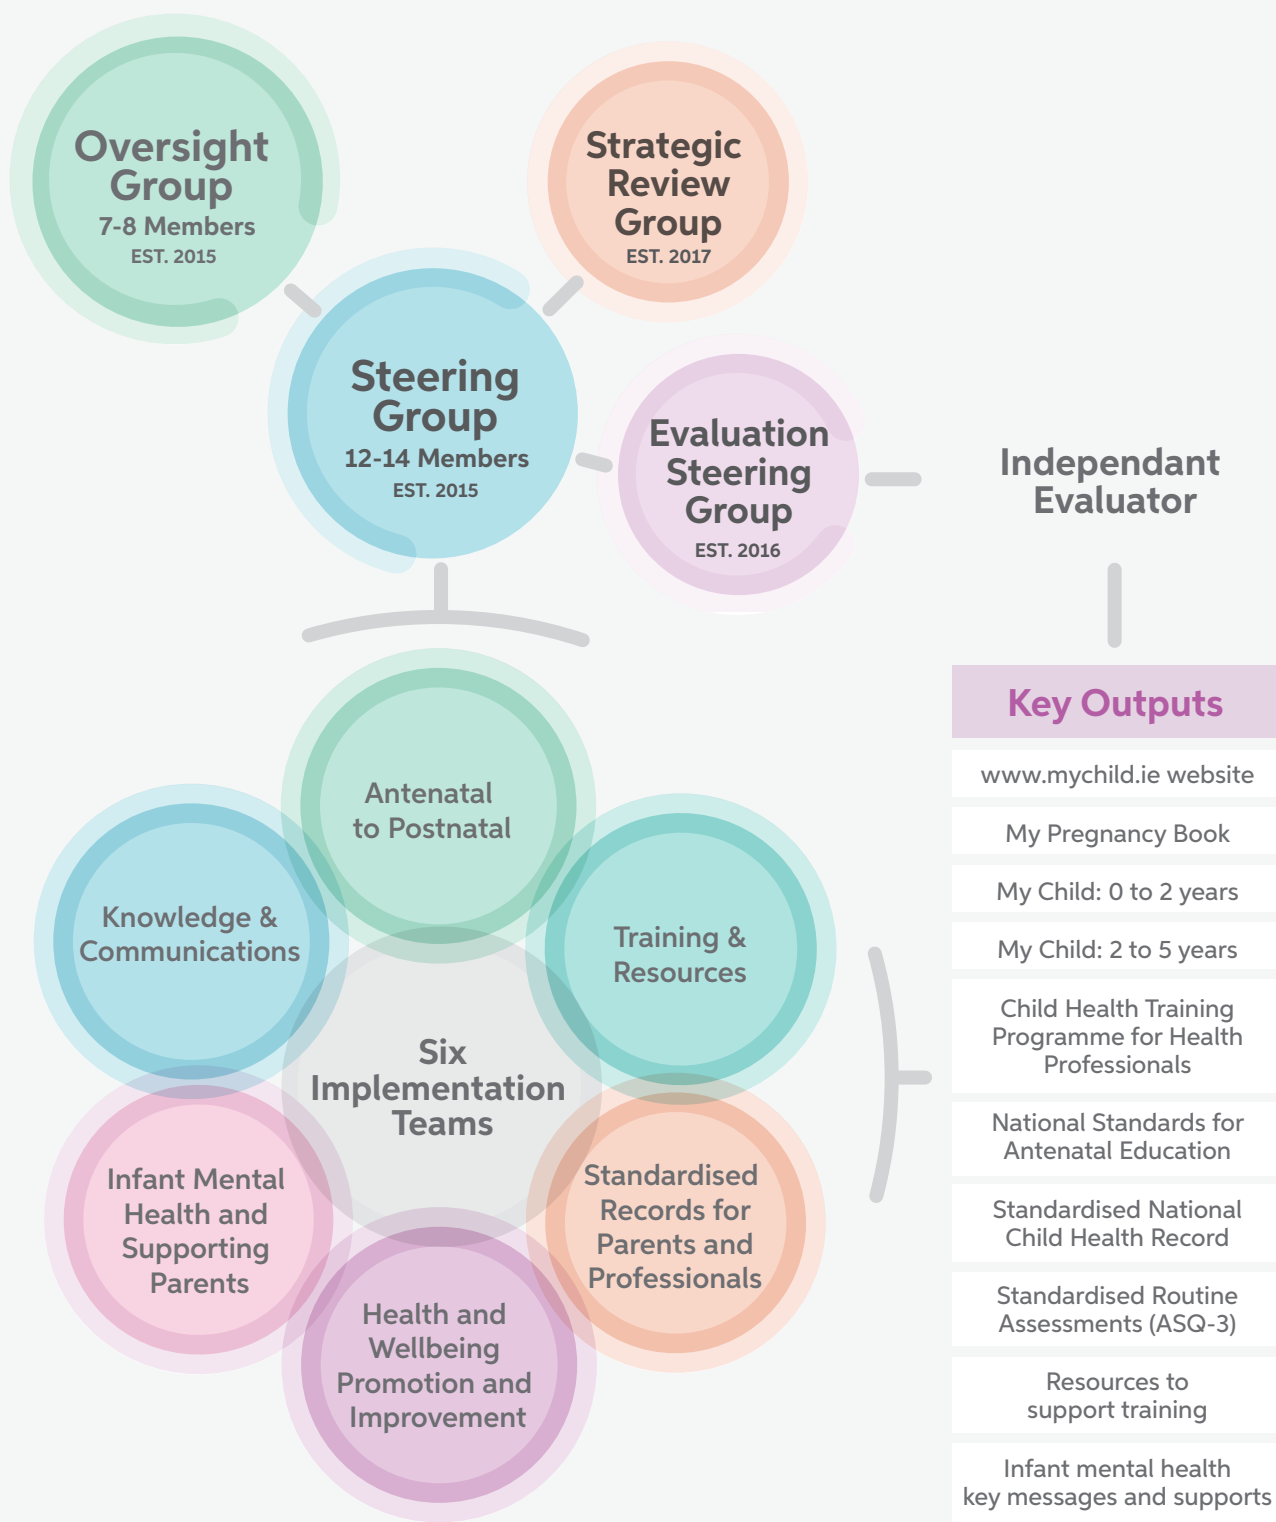 Oversight
Group
7-8 Members
EST. 2015
Strategic
Review
Group
EST. 2017
Steering
Group
12-14 Members
EST. 2015
Evaluation
Steering
Group
EST. 2016
Independant
Evaluator
Antenatal
to Postnatal
Knowledge &
Communications
Training &
Resources
Six
Implementation
Teams
Infant Mental
Health and
Supporting
Parents
Standardised
Records for
Parents and
Professionals
Health and
Wellbeing
Promotion and
Improvement
Key Outputs
www.mychild.ie website
My Pregnancy Book
My Child: 0 to 2 years
My Child: 2 to 5 years
Child Health Training
Programme for Health
Professionals
National Standards for
Antenatal Education
Standardised National
Child Health Record
Standardised Routine
Assessments (ASQ-3)
Resources to
support training
Infant mental health
key messages and supports